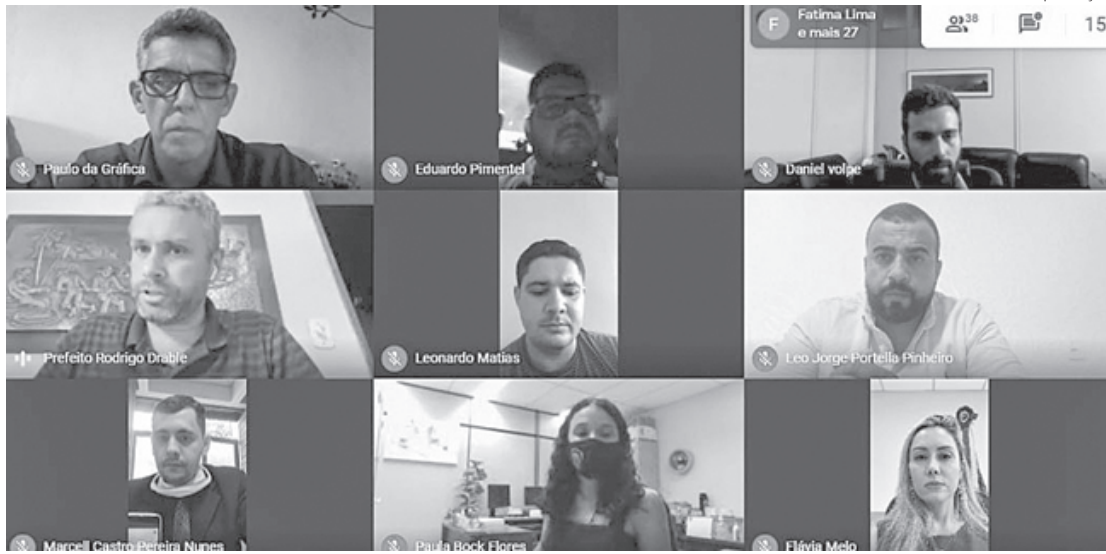 F
Fatima Lima
e mais 27
38
15
Paulo da Gráfica
Eduardo Pimentel
Daniel volpe
Prefeito Rodrigo Drable
Leonardo Matias
Leo Jorge Portella Pinheiro
Marcell Castro Pereira Nunes
Paula Bock Flores
Flávia Melo